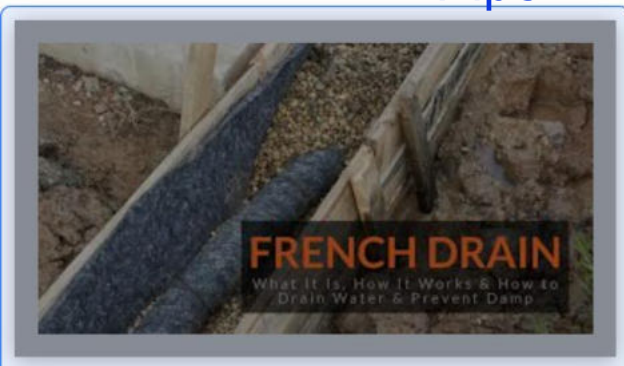 FRENCH DRAIN
What It Is, How It Works & How to
Drain Water & Prevent Damp